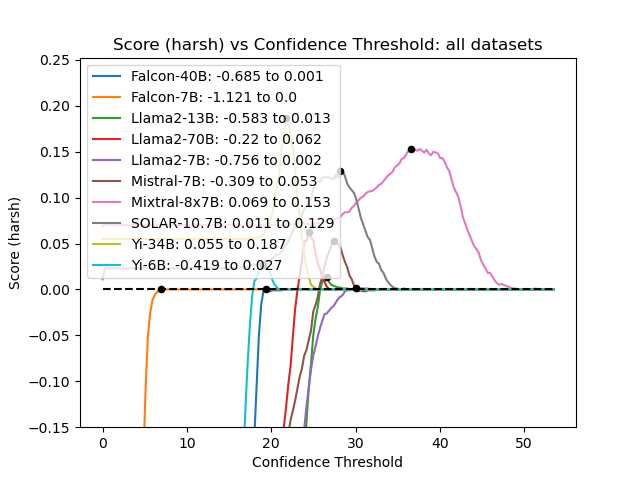 Score (harsh) vs Confidence Threshold: all datasets
0.25
0.20
0.15
0.10
0.05
0.00
−0.05
−0.10
−0.15
Score (harsh)
Falcon-40B: -0.685 to 0.001
Falcon-7B: -1.121 to 0.0
Llama2-13B: -0.583 to 0.013
Llama2-70B: -0.22 to 0.062
Llama2-7B: -0.756 to 0.002
Mistral-7B: -0.309 to 0.053
Mixtral-8x7B: 0.069 to 0.153
SOLAR-10.7B: 0.011 to 0.129
Yi-34B: 0.055 to 0.187
Yi-6B: -0.419 to 0.027
0 10 20 30 40 50
Confidence Threshold